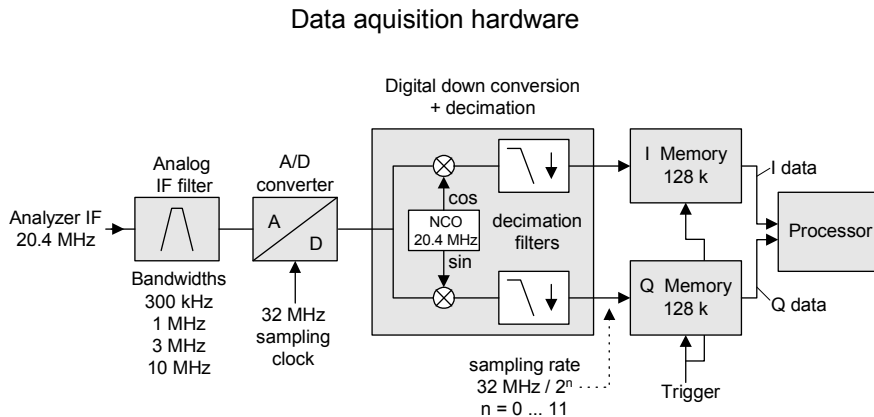 Data aquisition hardware
Digital down conversion
+ decimation
Analog
IF filter
A/D
converter
Analyzer IF
20.4 MHz
A
D
cos
NCO
20.4 MHz
sin
decimation
filters
I Memory
128 k
I data
Processor
Q Memory
128 k
Q data
Bandwidths
300 kHz
1 MHz
3 MHz
10 MHz
32 MHz
sampling
clock
sampling rate
32 MHz / 2ⁿ
n = 0 ... 11
Trigger